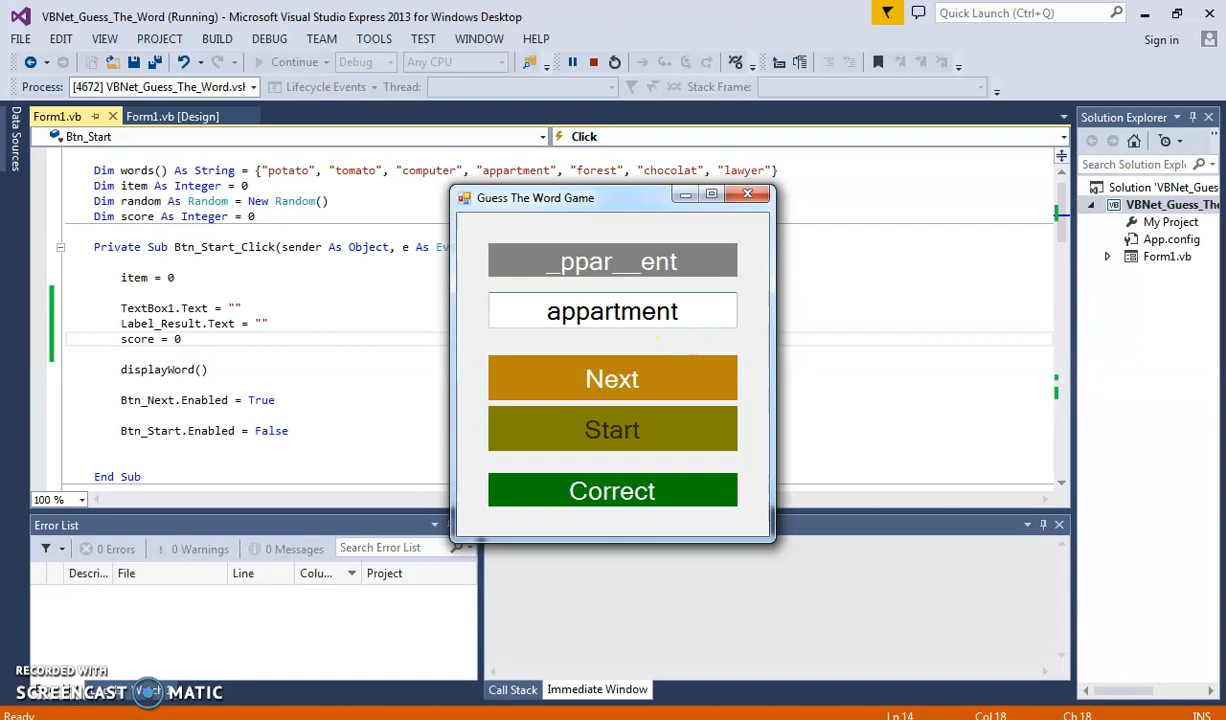 VBNet_Guess_The_Word (Running) - Microsoft Visual Studio Express 2013 for Windows Desktop
Quick Launch (Ctrl+Q)
FILE EDIT VIEW PROJECT BUILD DEBUG TEAM TOOLS TEST WINDOW HELP
Sign in
Continue Debug Any CPU
Process: [4672] VBNet_Guess_The_Word.vsh Lifecycle Events Thread: Stack Frame:
Data Sources
Form1.vb Form1.vb [Design]
Btn_Start Click
Dim words() As String = {"potato", "tomato", "computer", "appartment", "forest", "chocolat", "lawyer"}
Dim item As Integer = 0
Dim random As Random = New Random()
Dim score As Integer = 0
Private Sub Btn_Start_Click(sender As Object, e As Ev
item = 0
TextBox1.Text = ""
Label_Result.Text = ""
score = 0
displayWord()
Btn_Next.Enabled = True
Btn_Start.Enabled = False
End Sub
100 %
Guess The Word Game
_ppar__ent
appartment
Next
Start
Correct
Solution Explorer
Search Solution Explo
Solution 'VBNet_Guess
VBNet_Guess_The
My Project
App.config
Form1.vb
Error List
0 Errors 0 Warnings 0 Messages Search Error List
Descri... File Line Colu... Project
Call Stack Immediate Window
RECORDED WITH
SCREENCAST MATIC
Ready Ln 14 Col 18 Ch 18 INS